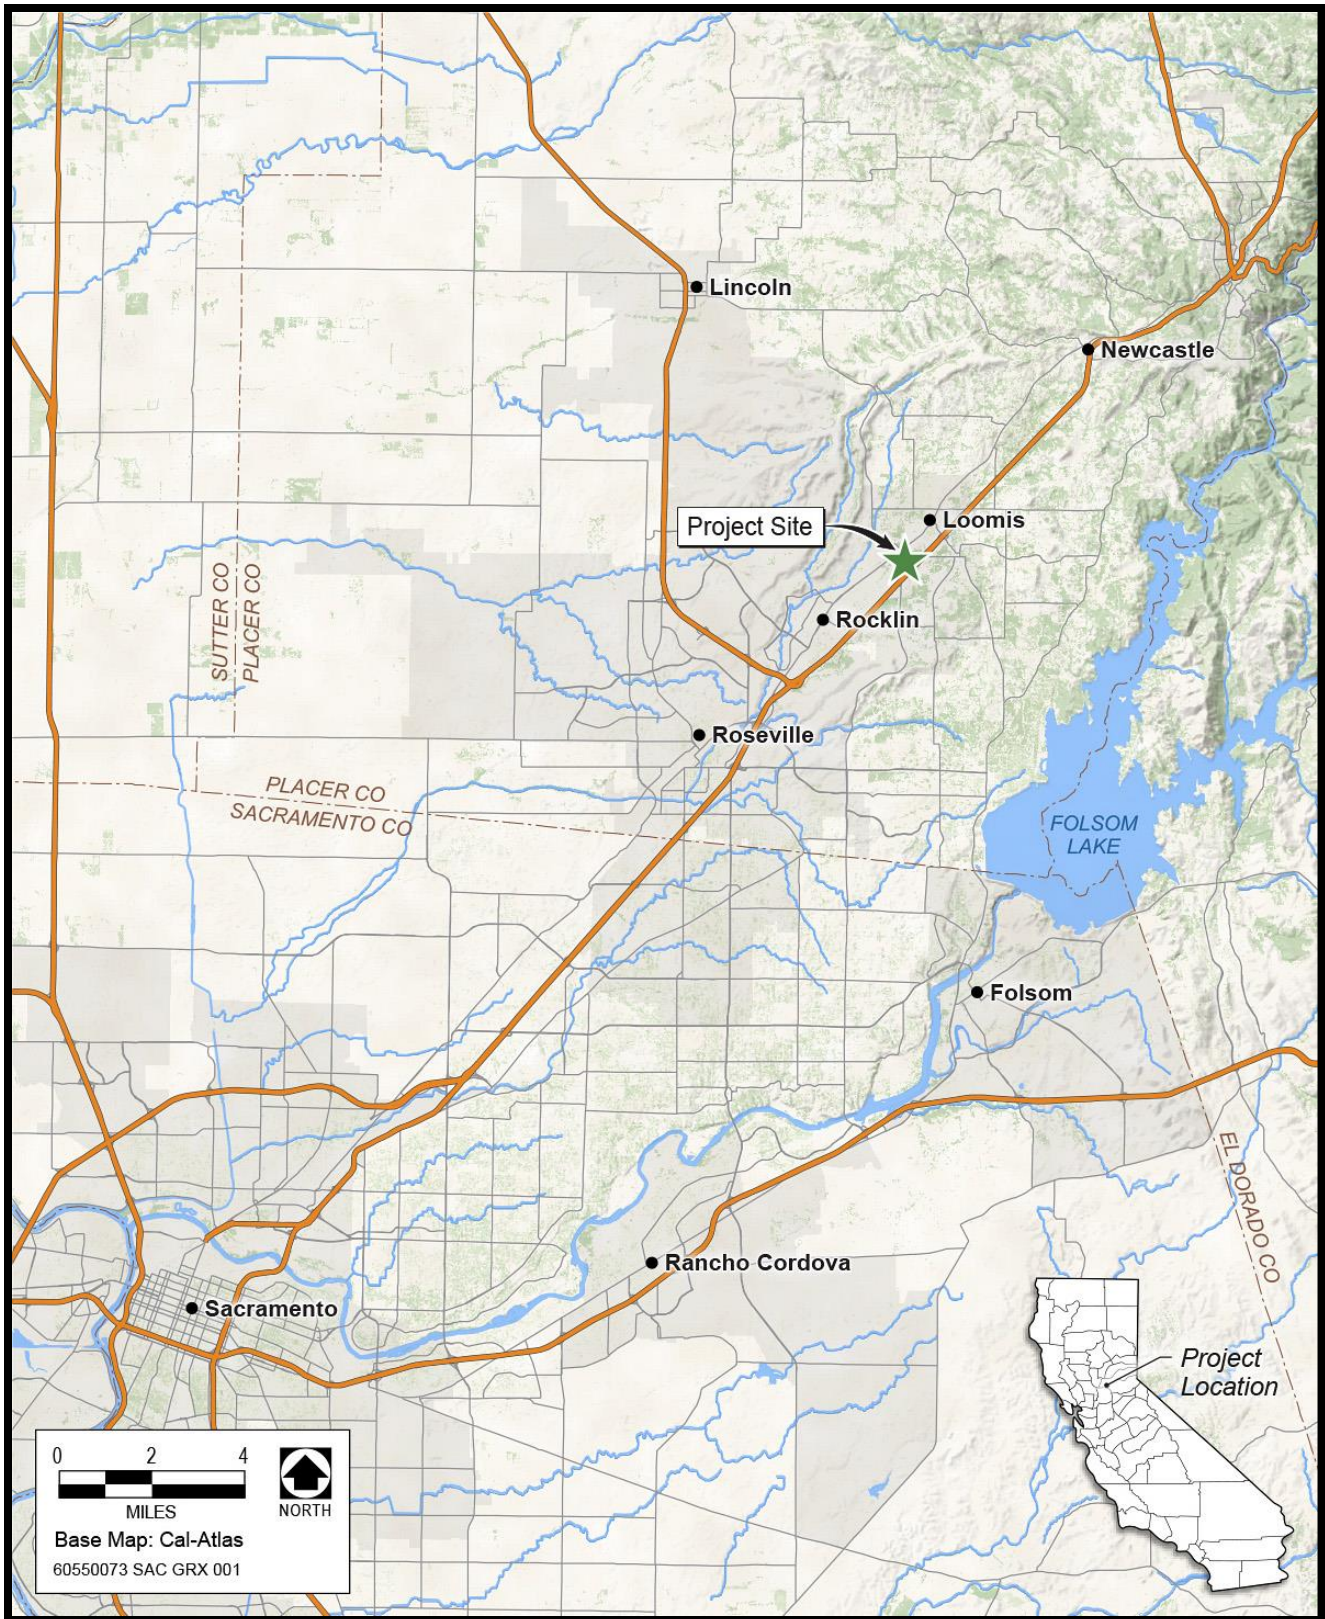 Lincoln
Newcastle
Project Site
Loomis
Rocklin
SUTTER CO
PLACER CO
Roseville
PLACER CO
SACRAMENTO CO
FOLSOM
LAKE
Folsom
EL DORADO CO
Rancho Cordova
Sacramento
Project
Location
0 2 4
MILES
NORTH
Base Map: Cal-Atlas
60550073 SAC GRX 001